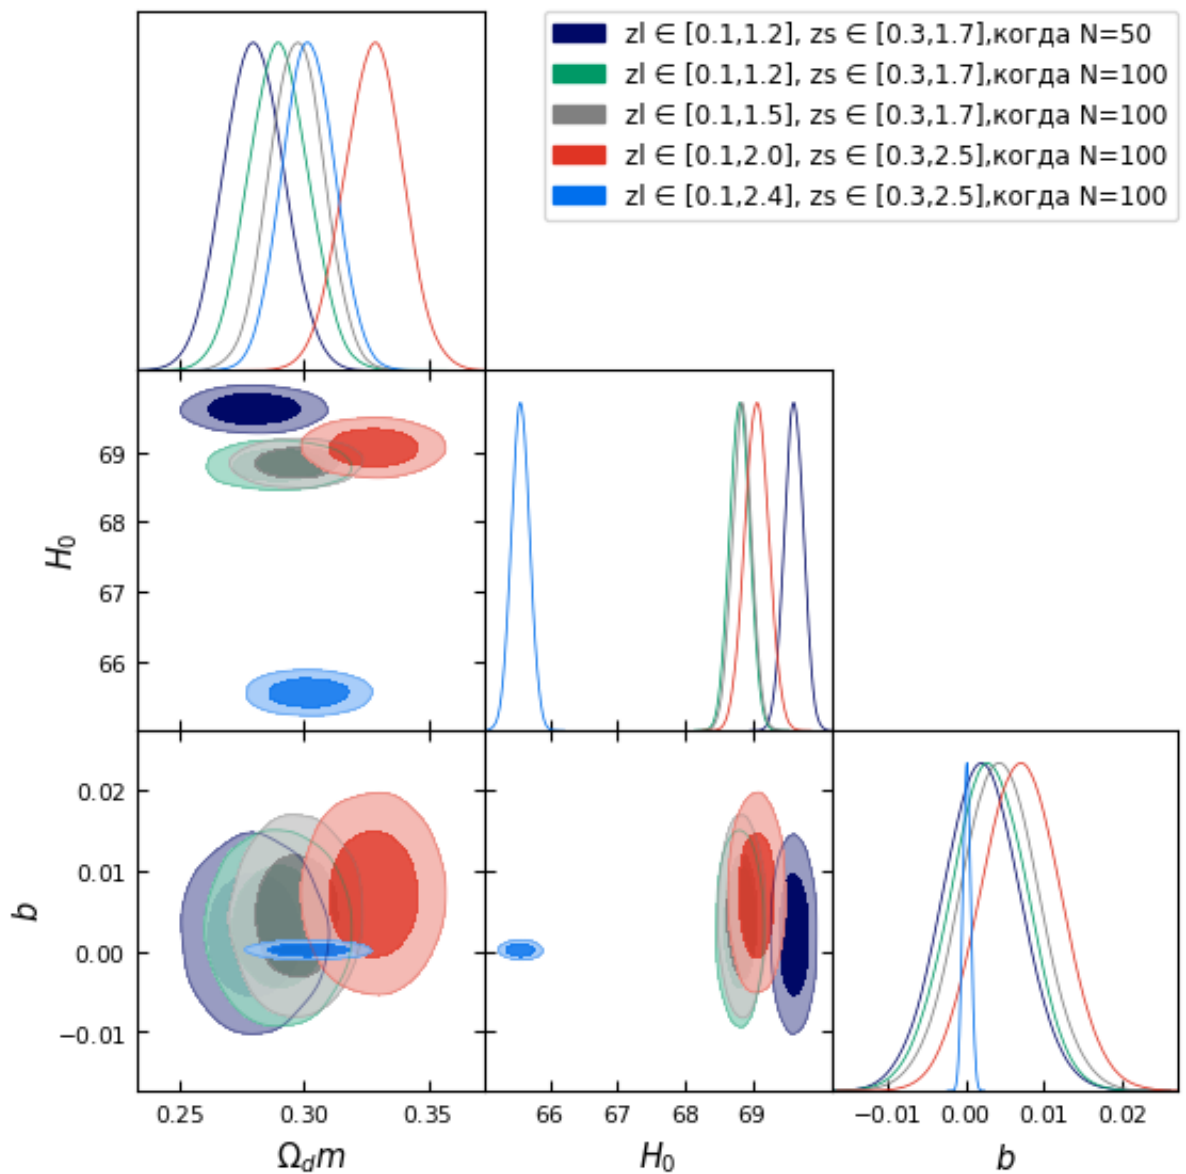 zl ∈ [0.1,1.2], zs ∈ [0.3,1.7],когда N=50
zl ∈ [0.1,1.2], zs ∈ [0.3,1.7],когда N=100
zl ∈ [0.1,1.5], zs ∈ [0.3,1.7],когда N=100
zl ∈ [0.1,2.0], zs ∈ [0.3,2.5],когда N=100
zl ∈ [0.1,2.4], zs ∈ [0.3,2.5],когда N=100
69
68
67
66
H₀
0.02
0.01
0.00
−0.01
b
0.25 0.30 0.35
66 67 68 69
−0.01 0.00 0.01 0.02
Ω_dm
H₀
b